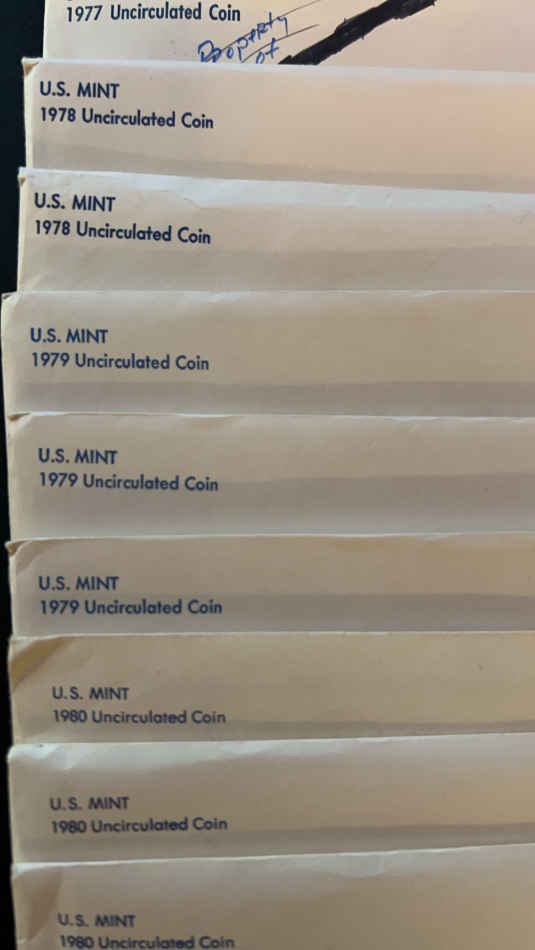 1977 Uncirculated Coin
Property
of
U.S. MINT
1978 Uncirculated Coin
U.S. MINT
1978 Uncirculated Coin
U.S. MINT
1979 Uncirculated Coin
U.S. MINT
1979 Uncirculated Coin
U.S. MINT
1979 Uncirculated Coin
U.S. MINT
1980 Uncirculated Coin
U.S. MINT
1980 Uncirculated Coin
U.S. MINT
1980 Uncirculated Coin